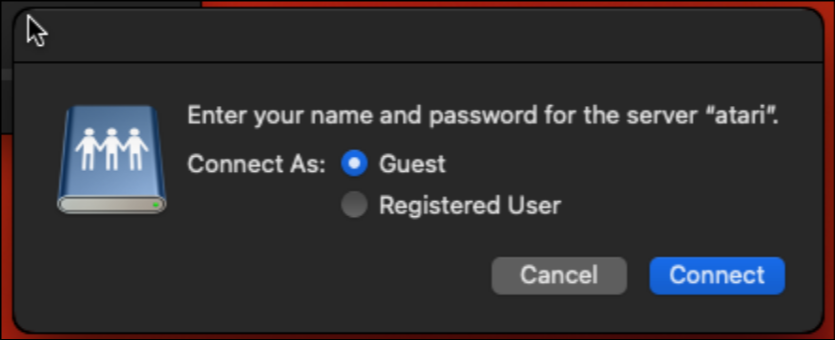 Enter your name and password for the server “atari”.
Connect As: Guest
Registered User
Cancel Connect